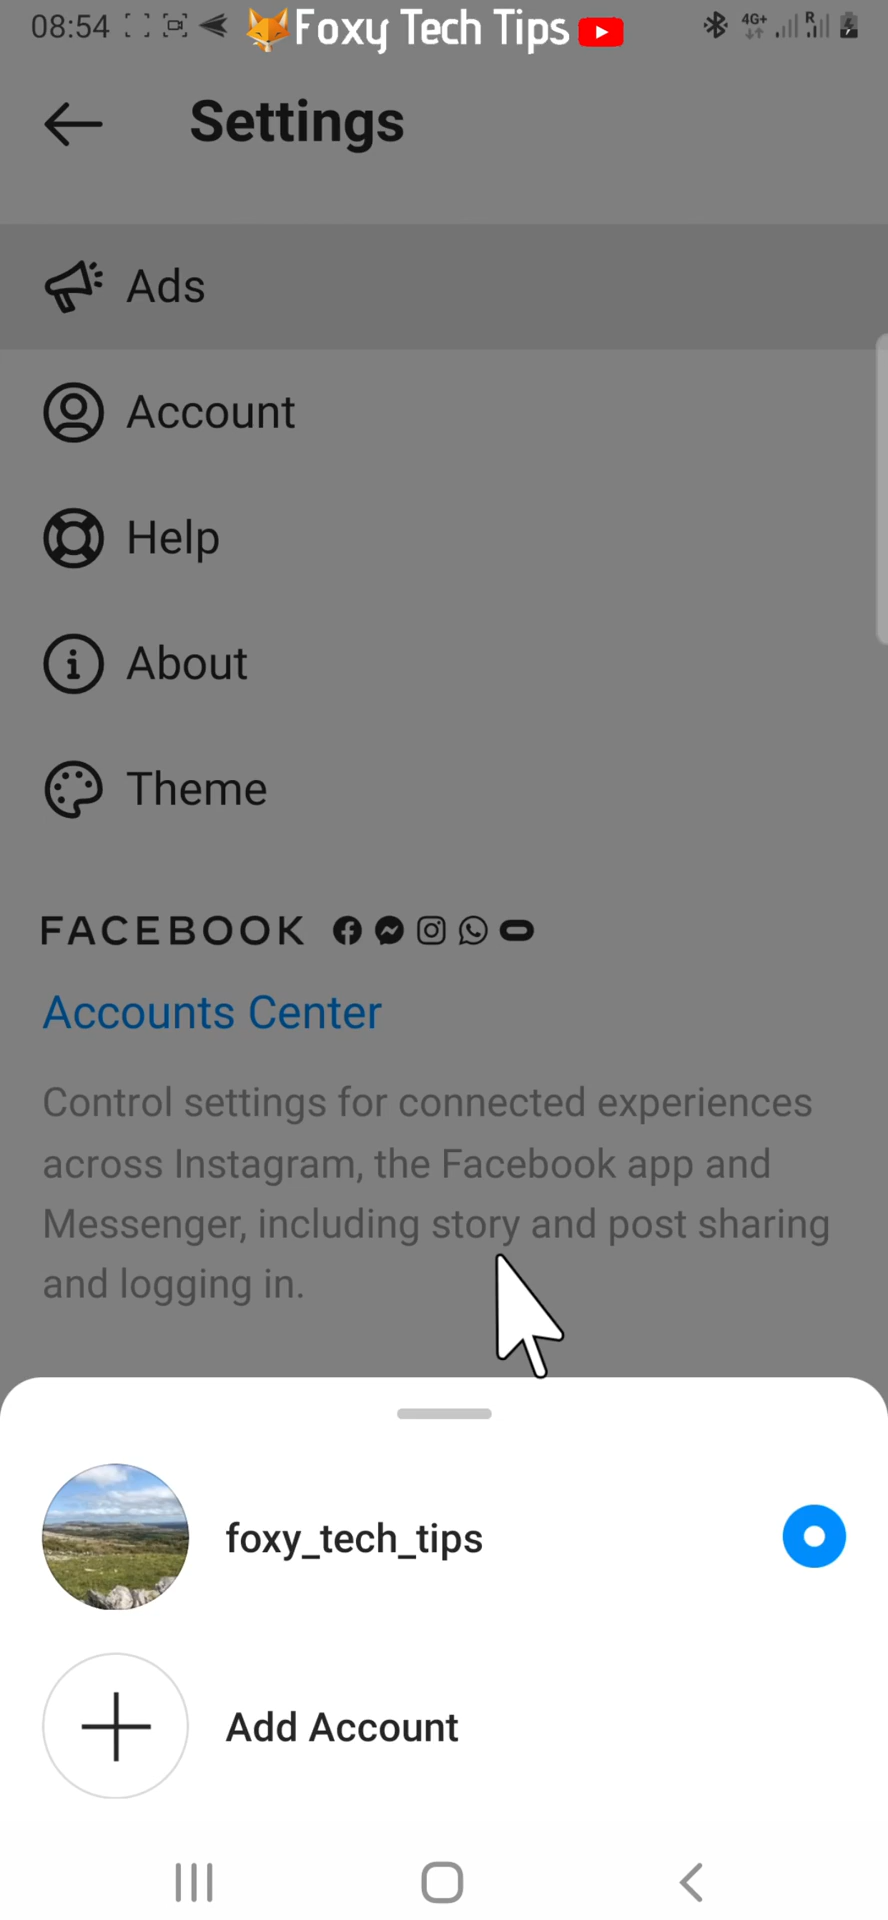 08:54 Foxy Tech Tips 4G+ R
Settings
Ads
Account
Help
About
Theme
FACEBOOK
Accounts Center
Control settings for connected experiences
across Instagram, the Facebook app and
Messenger, including story and post sharing
and logging in.
foxy_tech_tips
Add Account